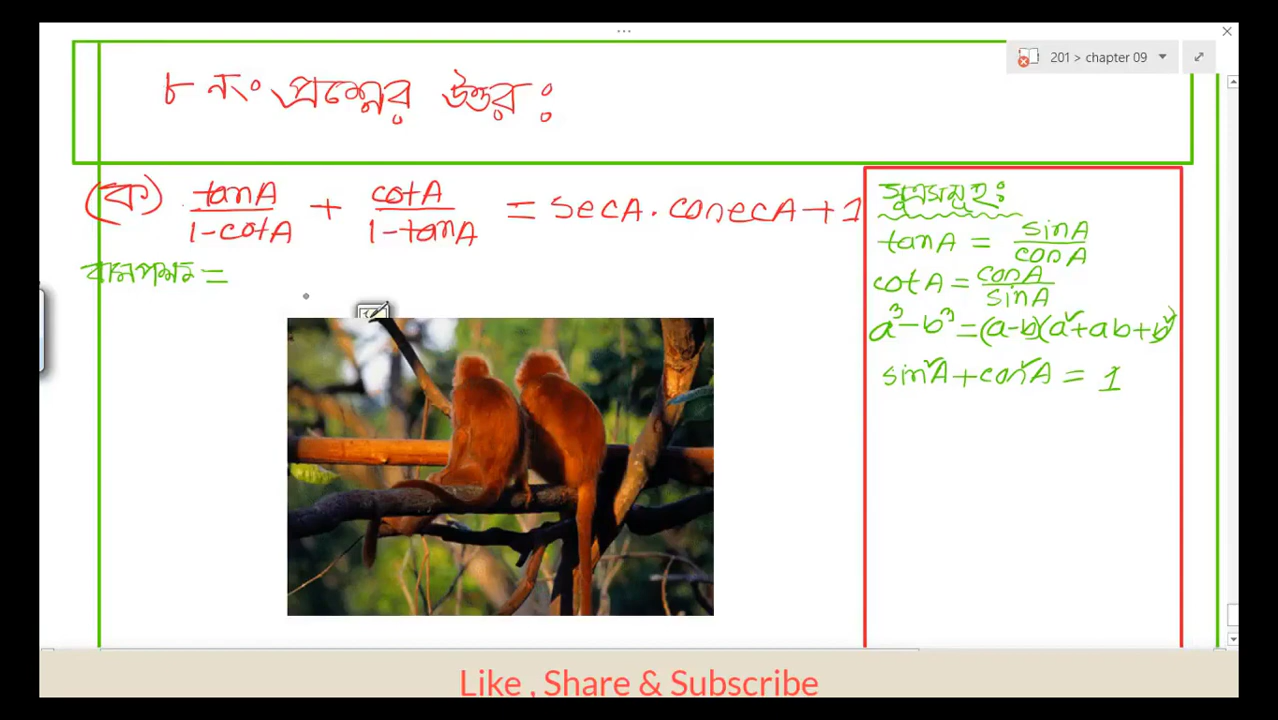 201 > chapter 09
৮ নং প্রশ্নের উত্তর :
(ক) tanA/1-cotA + cotA/1-tanA = secA . cosecA + 1
বামপক্ষ =
সূত্রসমূহ :
tanA = sinA/cosA
cotA = cosA/sinA
a³-b³ = (a-b)(a²+ab+b²)
sin²A + cos²A = 1
Like , Share & Subscribe